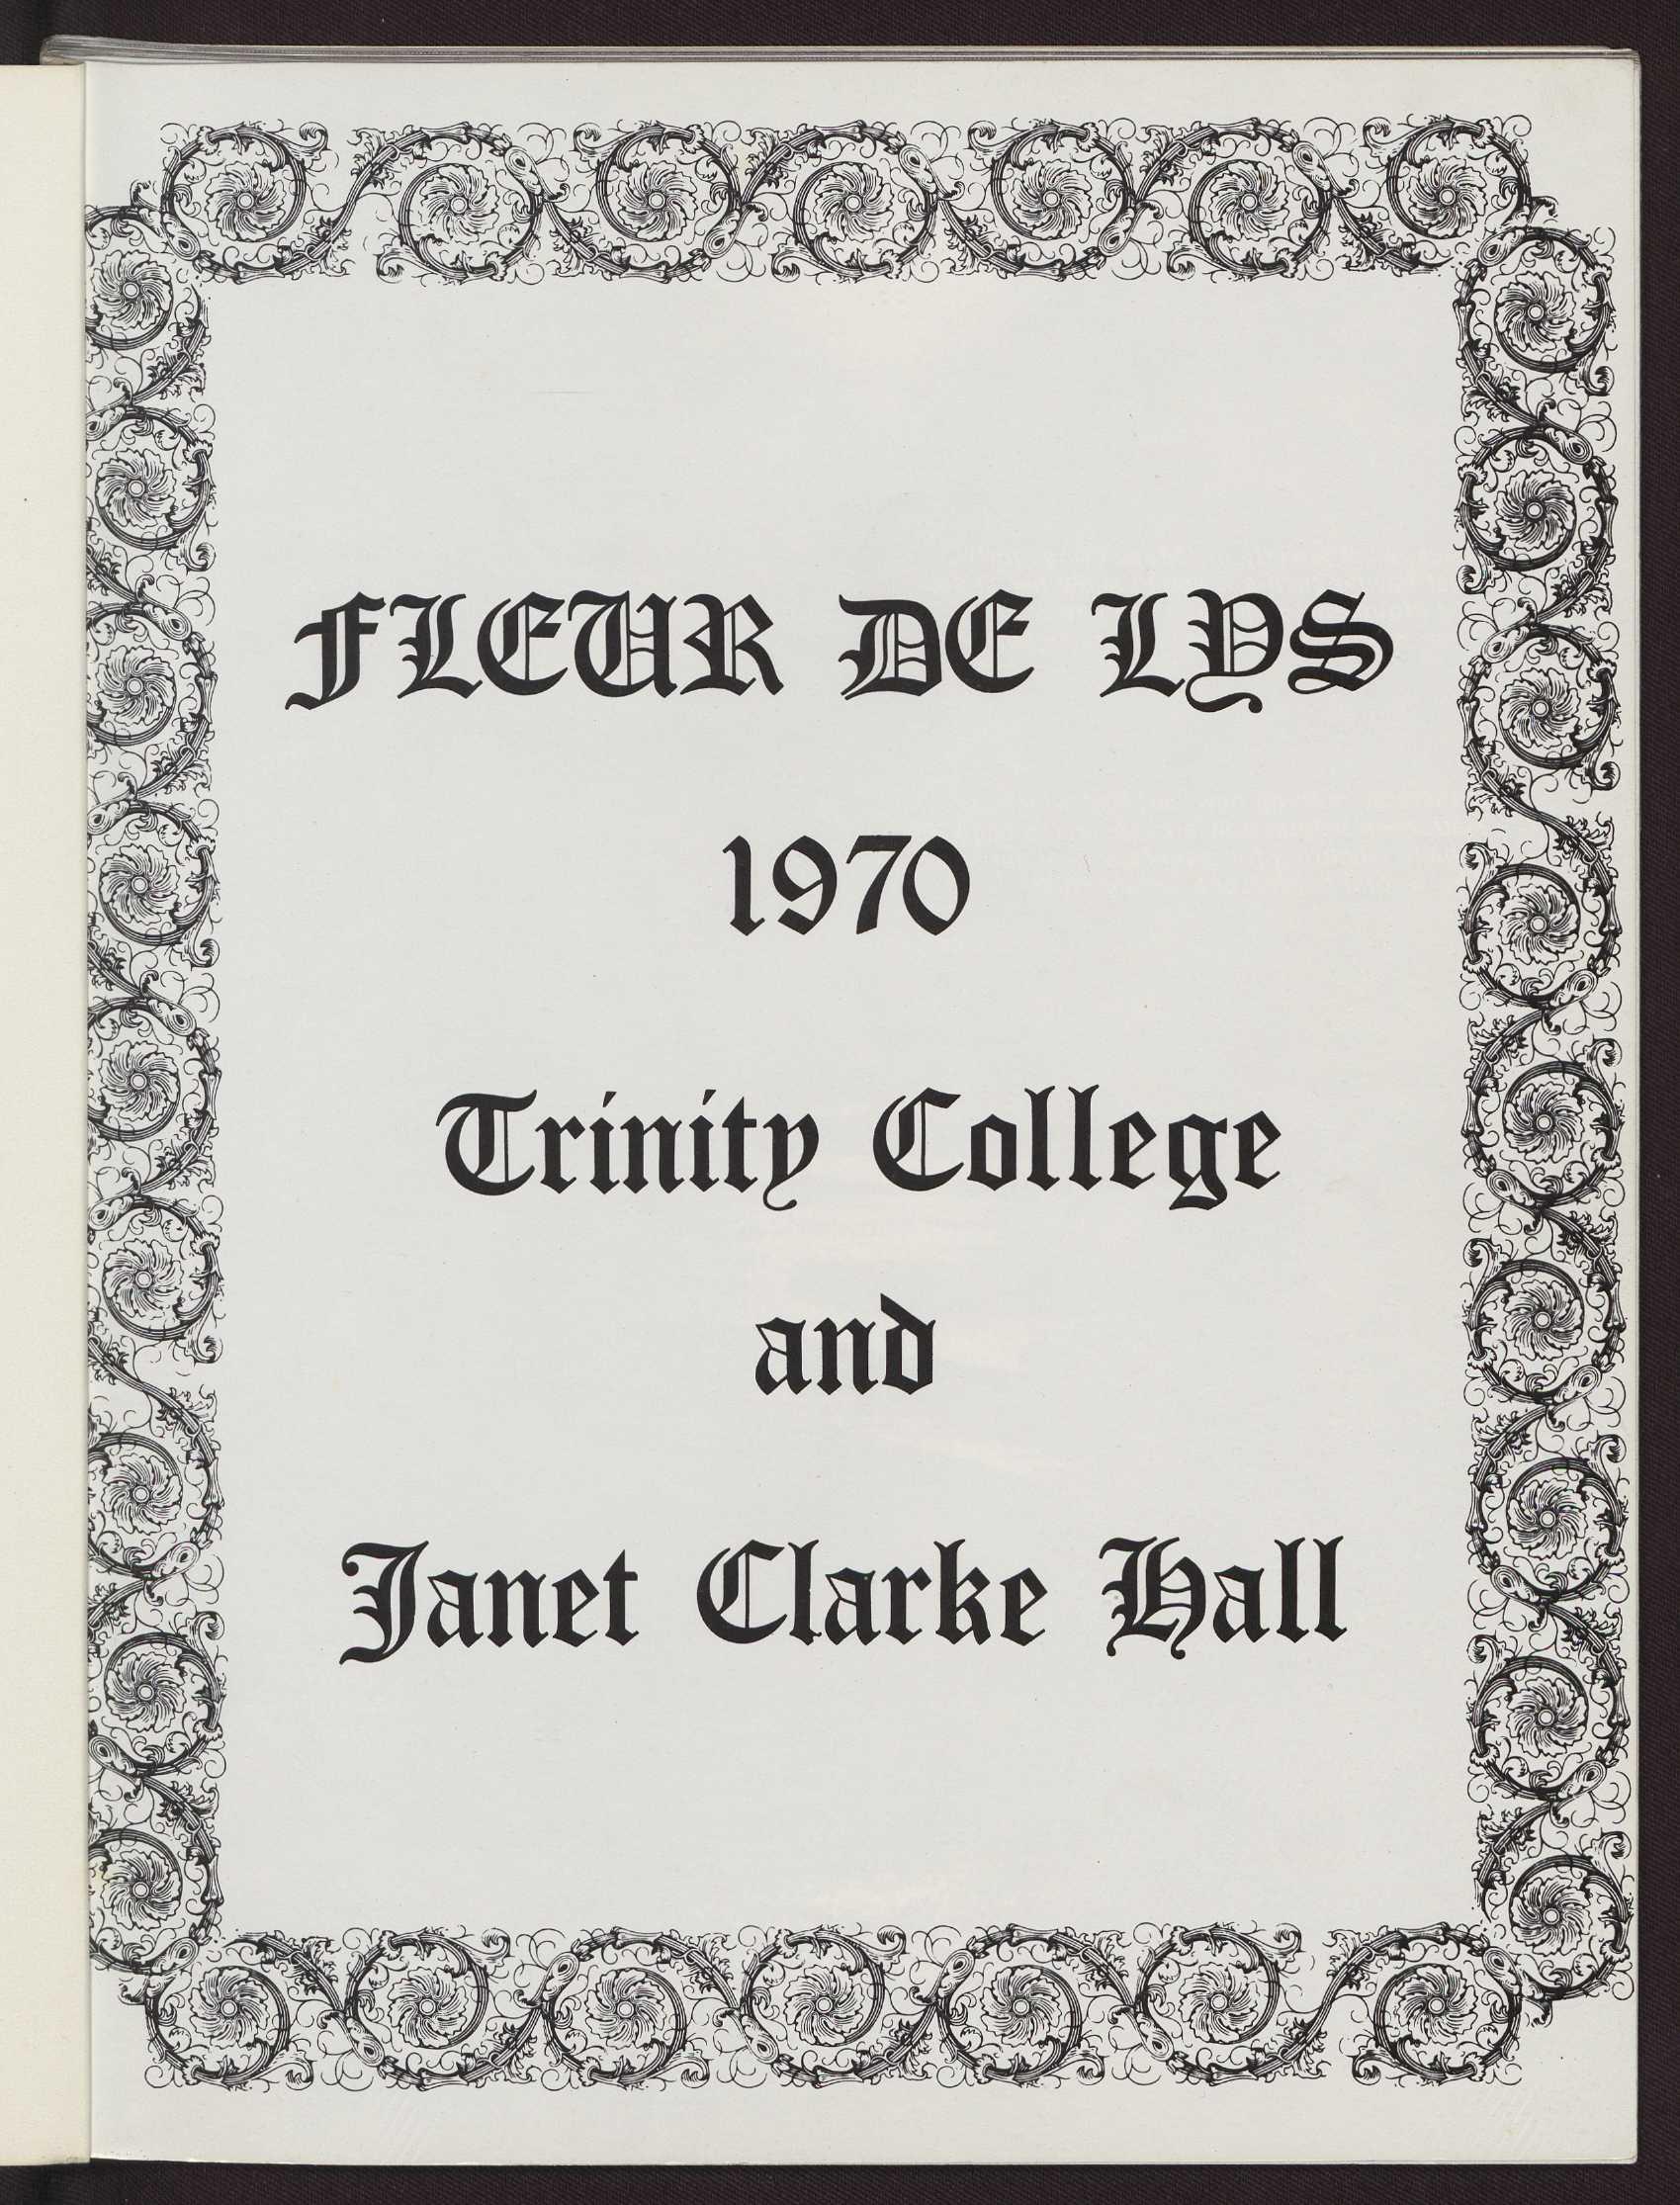 FLEUR DE LYS
1970
Trinity College
and
Janet Clarke Hall